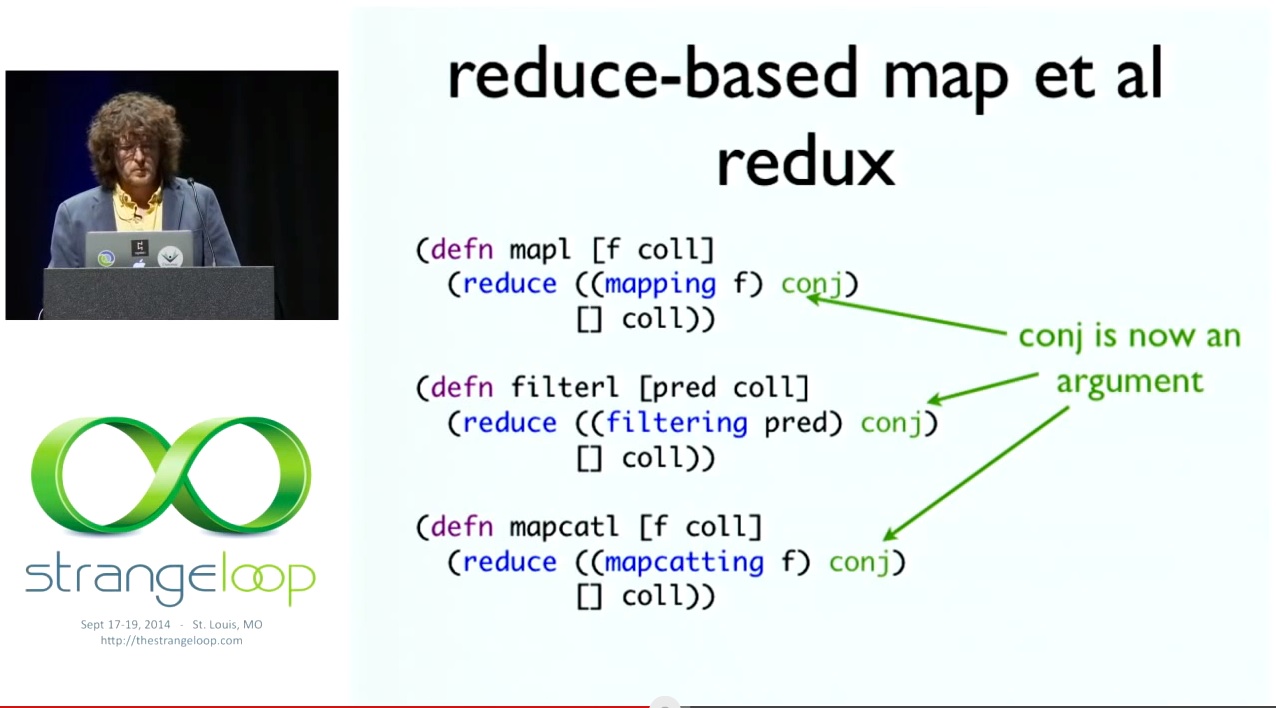 reduce-based map et al
redux
(defn mapl [f coll]
(reduce ((mapping f) conj)
[] coll))
conj is now an
argument
(defn filterl [pred coll]
(reduce ((filtering pred) conj)
[] coll))
(defn mapcatl [f coll]
(reduce ((mapcatting f) conj)
[] coll))
strangeloop
Sept 17-19, 2014 - St. Louis, MO
http://thestrangeloop.com